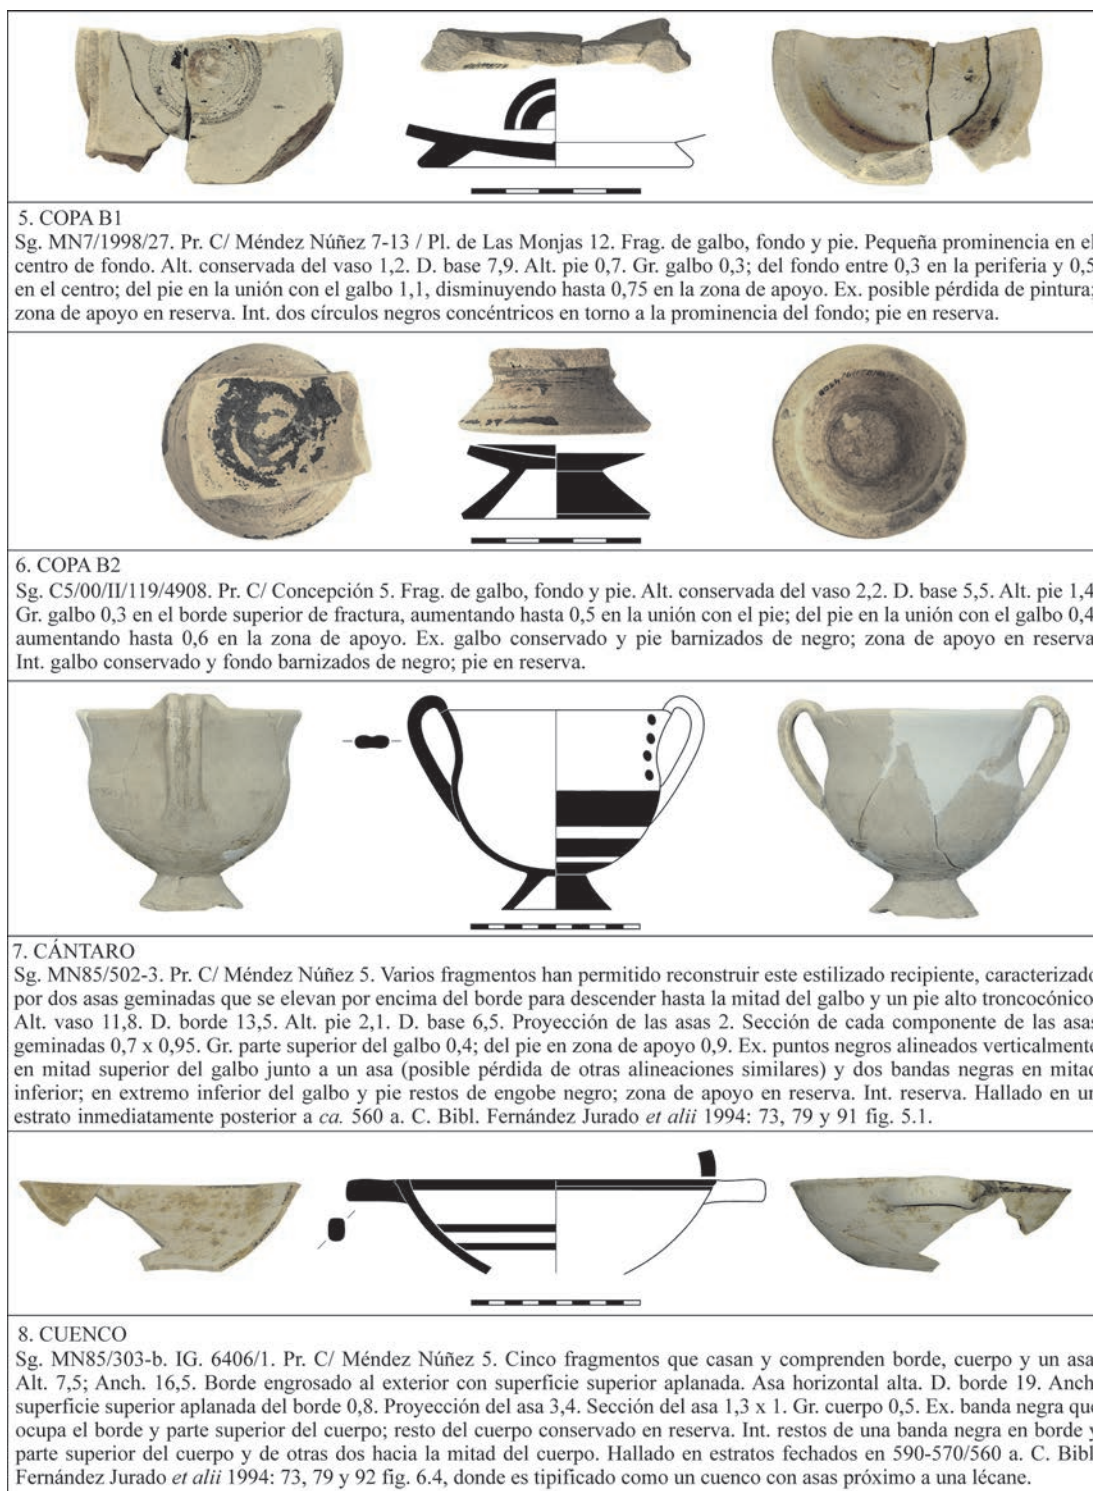 5. COPA B1
Sg. MN7/1998/27. Pr. C/ Méndez Núñez 7-13 / Pl. de Las Monjas 12. Frag. de galbo, fondo y pie. Pequeña prominencia en el
centro de fondo. Alt. conservada del vaso 1,2. D. base 7,9. Alt. pie 0,7. Gr. galbo 0,3; del fondo entre 0,3 en la periferia y 0,5
en el centro; del pie en la unión con el galbo 1,1, disminuyendo hasta 0,75 en la zona de apoyo. Ex. posible pérdida de pintura;
zona de apoyo en reserva. Int. dos círculos negros concéntricos en torno a la prominencia del fondo; pie en reserva.
6. COPA B2
Sg. C5/00/II/119/4908. Pr. C/ Concepción 5. Frag. de galbo, fondo y pie. Alt. conservada del vaso 2,2. D. base 5,5. Alt. pie 1,4
Gr. galbo 0,3 en el borde superior de fractura, aumentando hasta 0,5 en la unión con el pie; del pie en la unión con el galbo 0,4
aumentando hasta 0,6 en la zona de apoyo. Ex. galbo conservado y pie barnizados de negro; zona de apoyo en reserva
Int. galbo conservado y fondo barnizados de negro; pie en reserva.
7. CÁNTARO
Sg. MN85/502-3. Pr. C/ Méndez Núñez 5. Varios fragmentos han permitido reconstruir este estilizado recipiente, caracterizado
por dos asas geminadas que se elevan por encima del borde para descender hasta la mitad del galbo y un pie alto troncocónico
Alt. vaso 11,8. D. borde 13,5. Alt. pie 2,1. D. base 6,5. Proyección de las asas 2. Sección de cada componente de las asas
geminadas 0,7 x 0,95. Gr. parte superior del galbo 0,4; del pie en zona de apoyo 0,9. Ex. puntos negros alineados verticalmente
en mitad superior del galbo junto a un asa (posible pérdida de otras alineaciones similares) y dos bandas negras en mitad
inferior; en extremo inferior del galbo y pie restos de engobe negro; zona de apoyo en reserva. Int. reserva. Hallado en un
estrato inmediatamente posterior a ca. 560 a. C. Bibl. Fernández Jurado et alii 1994: 73, 79 y 91 fig. 5.1.
8. CUENCO
Sg. MN85/303-b. IG. 6406/1. Pr. C/ Méndez Núñez 5. Cinco fragmentos que casan y comprenden borde, cuerpo y un asa
Alt. 7,5; Anch. 16,5. Borde engrosado al exterior con superficie superior aplanada. Asa horizontal alta. D. borde 19. Anch
superficie superior aplanada del borde 0,8. Proyección del asa 3,4. Sección del asa 1,3 x 1. Gr. cuerpo 0,5. Ex. banda negra que
ocupa el borde y parte superior del cuerpo; resto del cuerpo conservado en reserva. Int. restos de una banda negra en borde y
parte superior del cuerpo y de otras dos hacia la mitad del cuerpo. Hallado en estratos fechados en 590-570/560 a. C. Bibl
Fernández Jurado et alii 1994: 73, 79 y 92 fig. 6.4, donde es tipificado como un cuenco con asas próximo a una lécane.